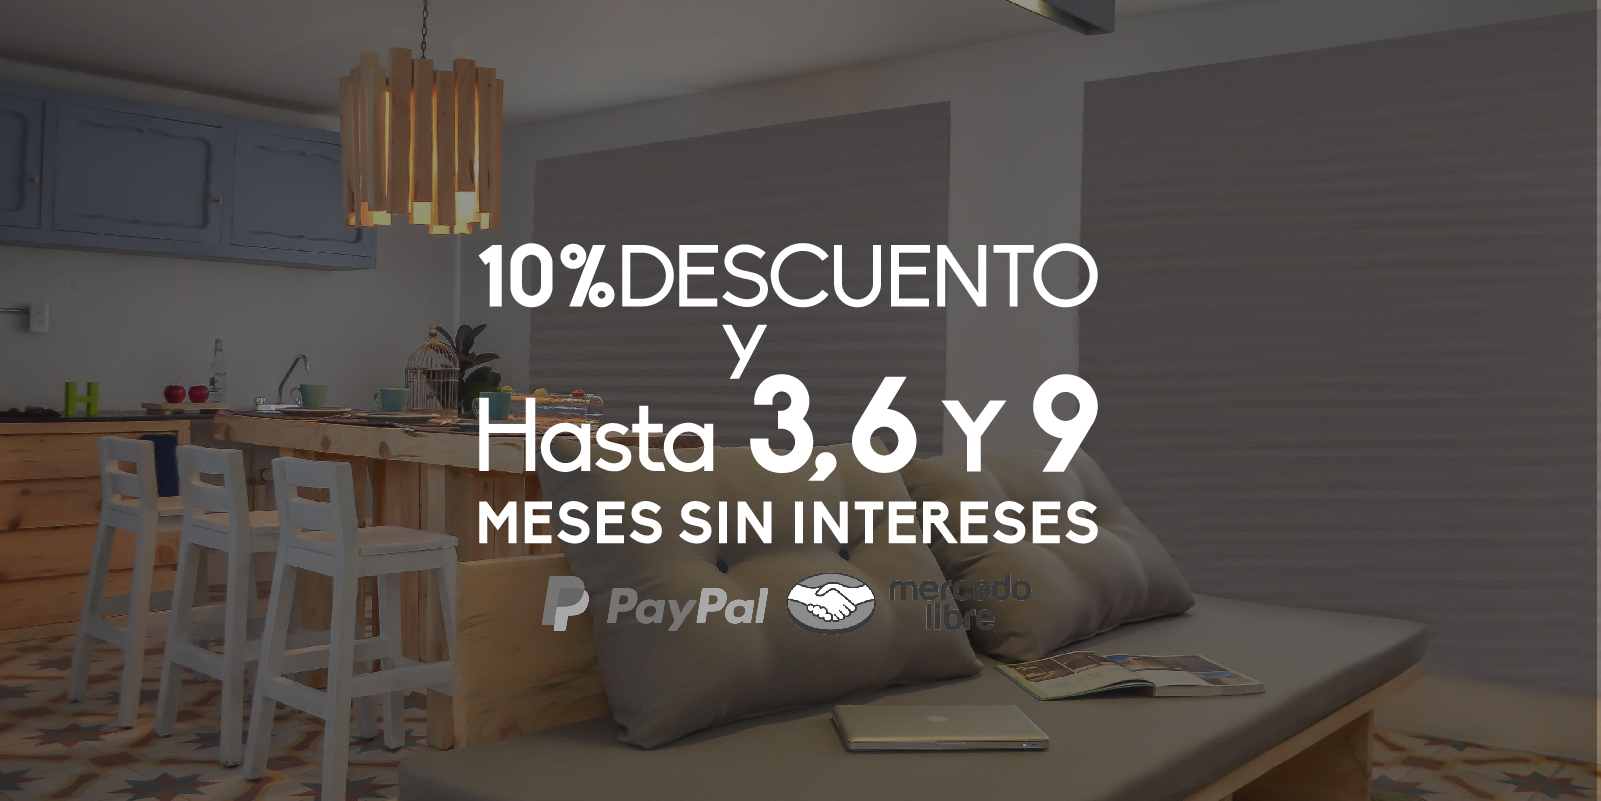 10%DESCUENTO
Y
Hasta 3,6 Y 9
MESES SIN INTERESES
PayPal mercado libre
H